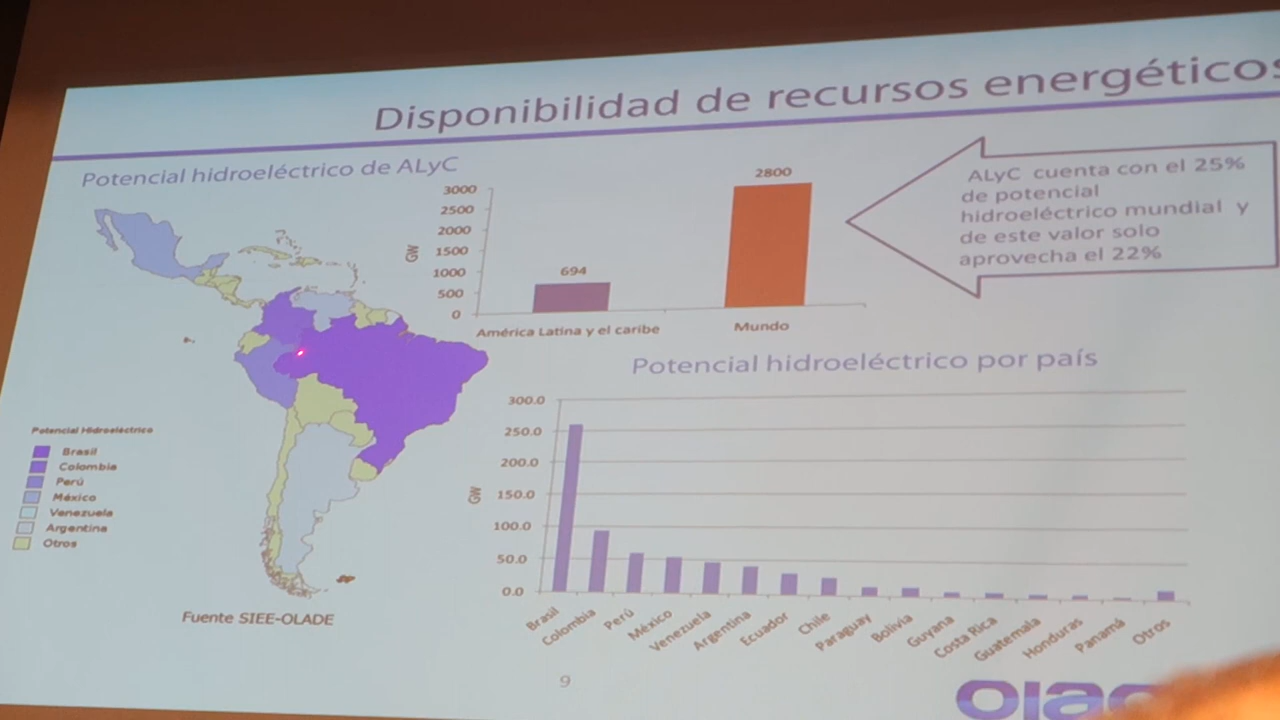 Disponibilidad de recursos energéticos
Potencial hidroeléctrico de ALyC
3000
2500
2000
1500
1000
500
0
GW
694
2800
América Latina y el caribe
Mundo
ALyC cuenta con el 25%
de potencial
hidroeléctrico mundial y
de este valor solo
aprovecha el 22%
Potencial Hidroeléctrico
Brasil
Colombia
Perú
México
Venezuela
Argentina
Otros
Fuente SIEE-OLADE
Potencial hidroeléctrico por país
300.0
250.0
200.0
150.0
100.0
50.0
0.0
GW
Brasil
Colombia
Perú
México
Venezuela
Argentina
Ecuador
Chile
Paraguay
Bolivia
Guyana
Costa Rica
Guatemala
Honduras
Panamá
Otros
9